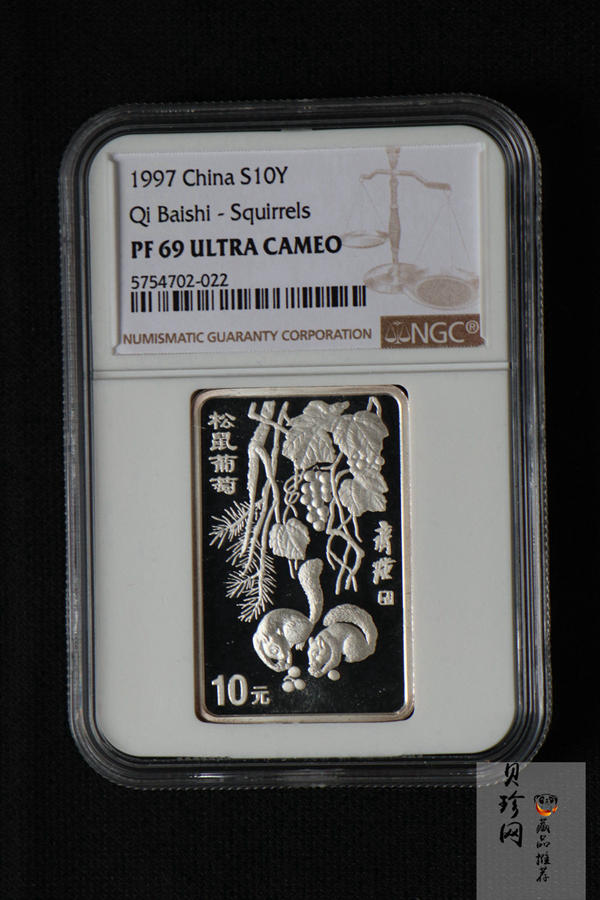 1997 China S10Y
Qi Baishi - Squirrels
PF 69 ULTRA CAMEO
5754702-022
NUMISMATIC GUARANTY CORPORATION
NGC®
松鼠葡萄
齐璜
10元
贝珍网
藏品推荐